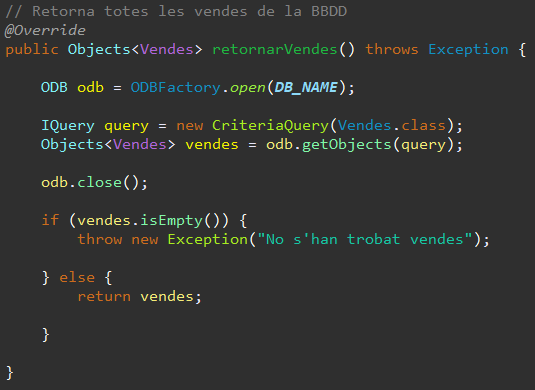 // Retorna totes les vendes de la BBDD
@Override
public Objects<Vendes> retornarVendes() throws Exception {
ODB odb = ODBFactory.open(DB_NAME);
IQuery query = new CriteriaQuery(Vendes.class);
Objects<Vendes> vendes = odb.getObjects(query);
odb.close();
if (vendes.isEmpty()) {
throw new Exception("No s'han trobat vendes");
} else {
return vendes;
}
}